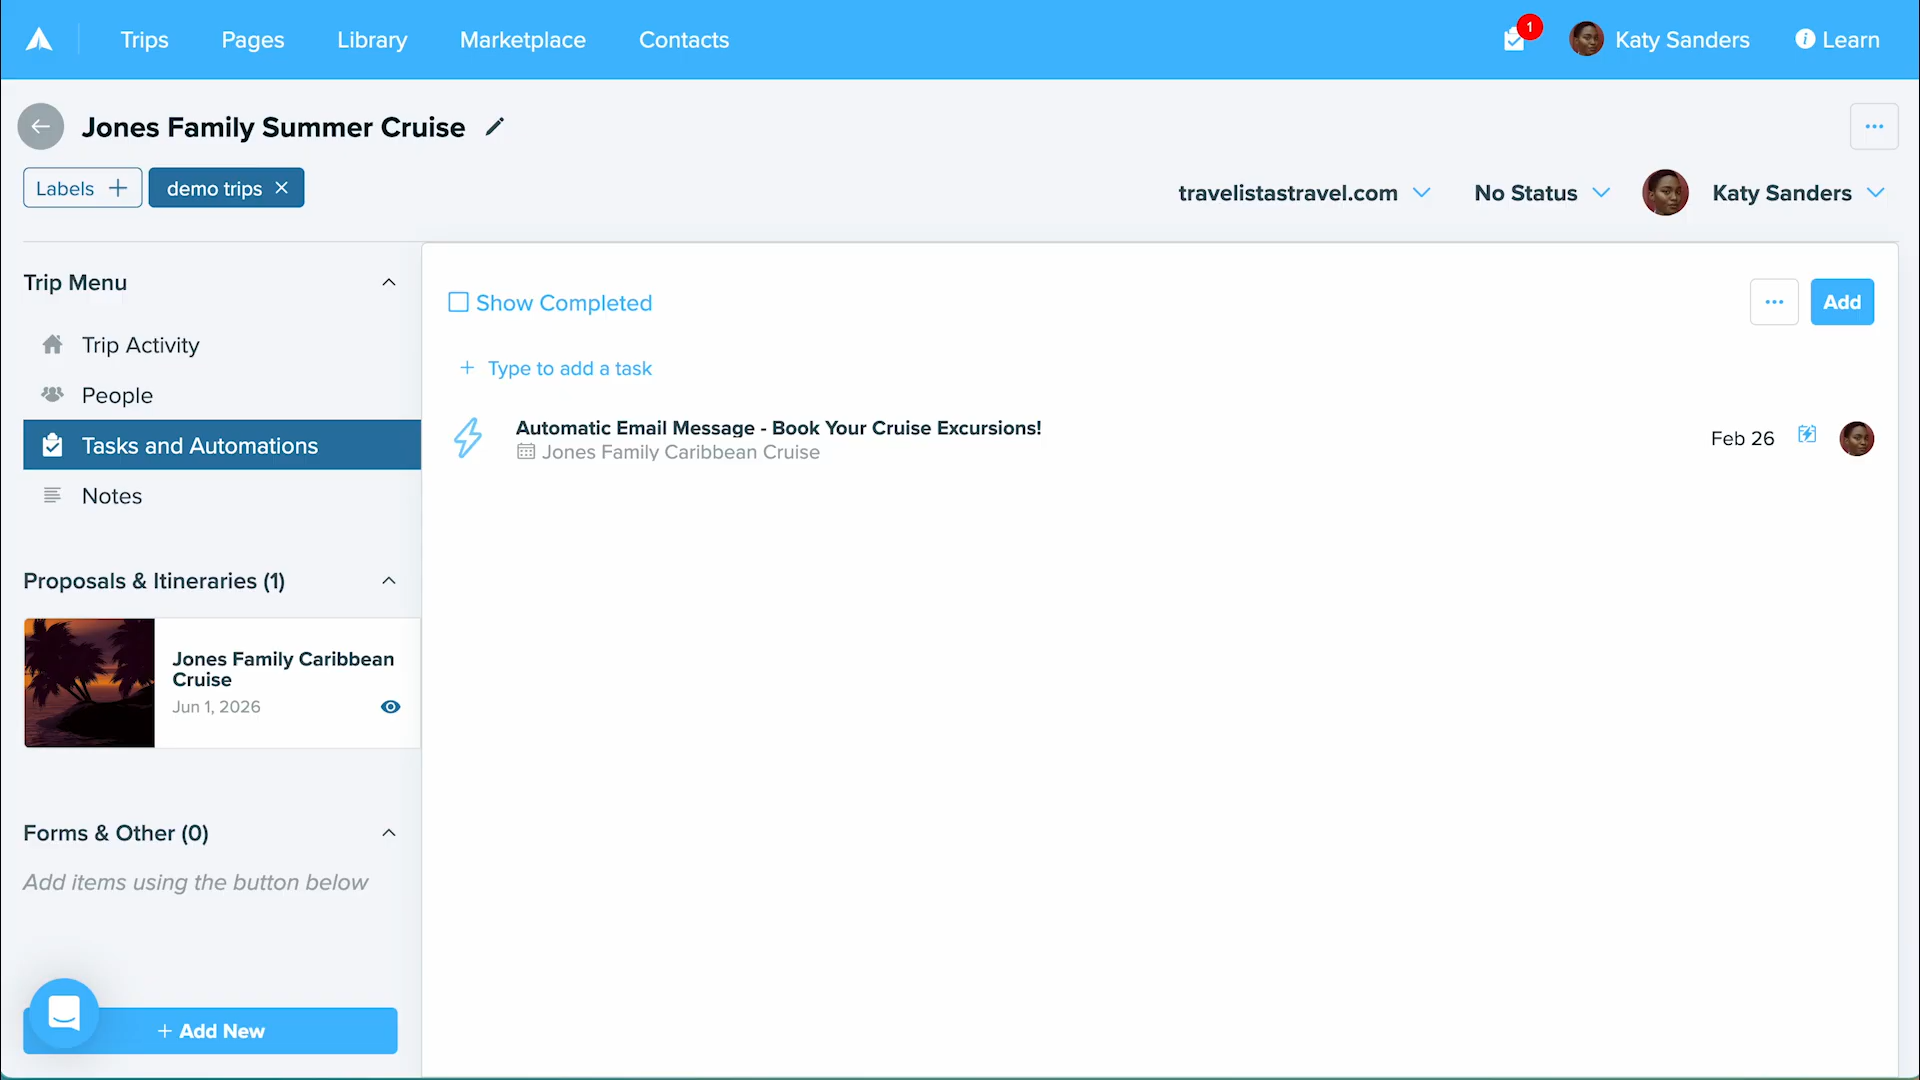 Trips
Pages
Library
Marketplace
Contacts
1
Katy Sanders
Learn
Jones Family Summer Cruise
Labels
demo trips
travelistastravel.com
No Status
Katy Sanders
Trip Menu
Trip Activity
People
Tasks and Automations
Notes
Proposals & Itineraries (1)
Jones Family Caribbean
Cruise
Jun 1, 2026
Forms & Other (0)
Add items using the button below
+ Add New
Show Completed
Add
+ Type to add a task
Automatic Email Message - Book Your Cruise Excursions!
Jones Family Caribbean Cruise
Feb 26